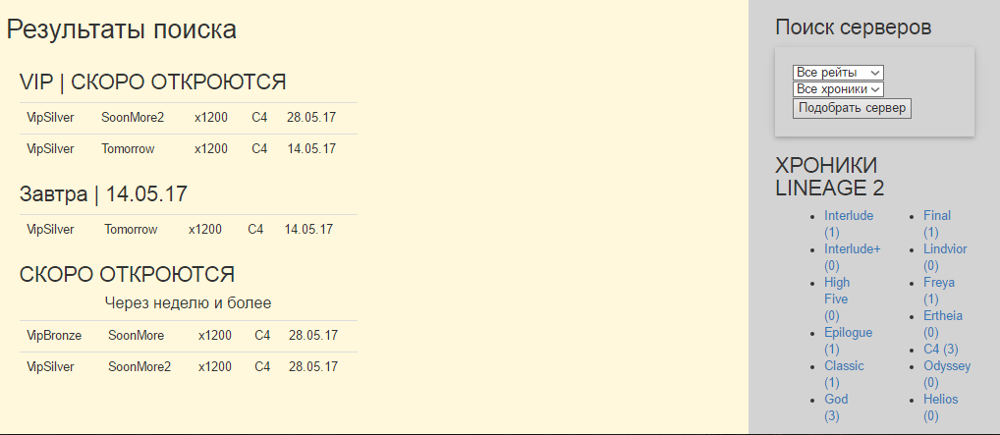 Результаты поиска
VIP | СКОРО ОТКРОЮТСЯ
VipSilver SoonMore2 x1200 C4 28.05.17
VipSilver Tomorrow x1200 C4 14.05.17
Завтра | 14.05.17
VipSilver Tomorrow x1200 C4 14.05.17
СКОРО ОТКРОЮТСЯ
Через неделю и более
VipBronze SoonMore x1200 C4 28.05.17
VipSilver SoonMore2 x1200 C4 28.05.17
Поиск серверов
Все рейты
Все хроники
Подобрать сервер
ХРОНИКИ
LINEAGE 2
Interlude
(1)
Interlude+
(0)
High
Five
(0)
Epilogue
(1)
Classic
(1)
God
(3)
Final
(1)
Lindvior
(0)
Freya
(1)
Ertheia
(0)
C4 (3)
Odyssey
(0)
Helios
(0)